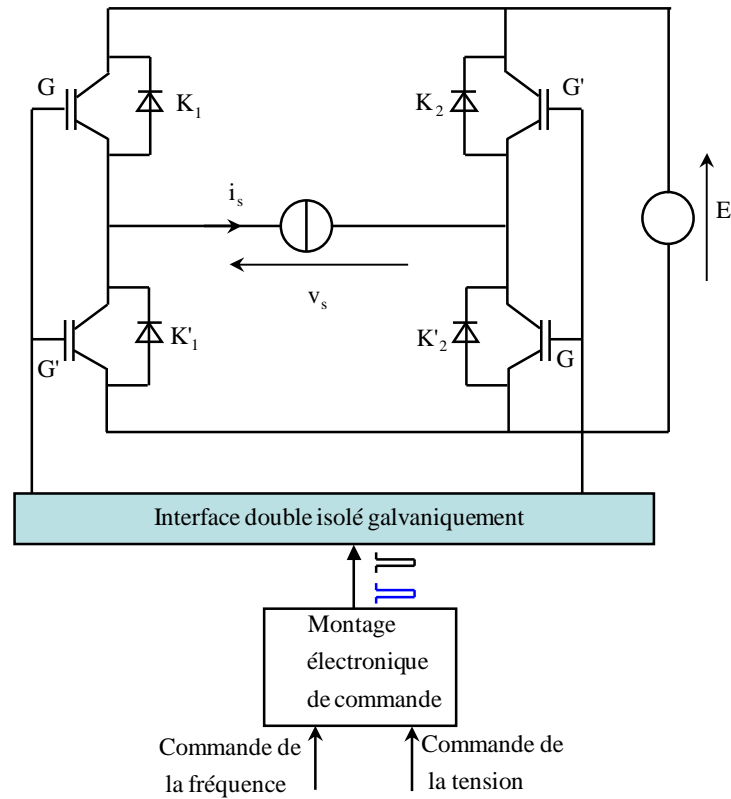 G
K1
K2
G'
is
E
vs
K'1
K'2
G'
G
Interface double isolé galvaniquement
Montage
électronique
de commande
Commande de
la fréquence
Commande de
la tension